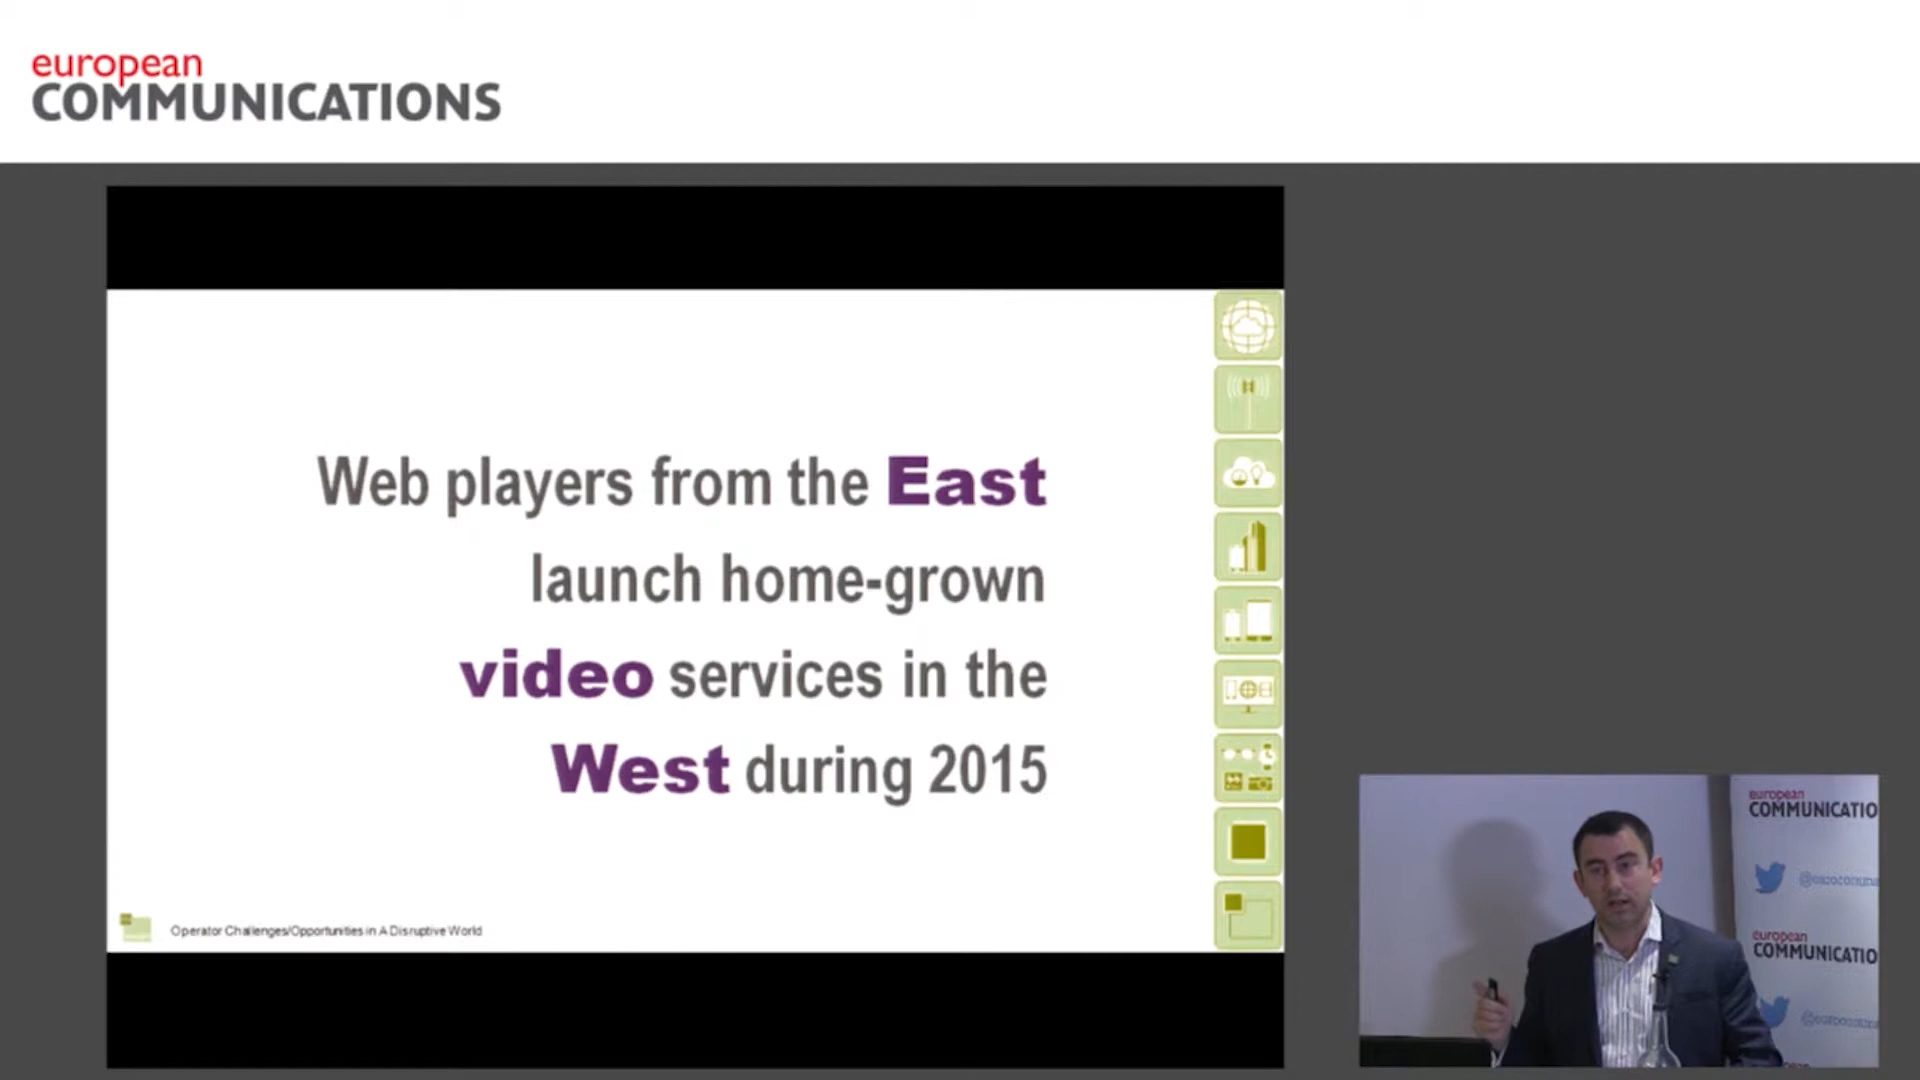 european
COMMUNICATIONS
Web players from the East
launch home-grown
video services in the
West during 2015
Operator Challenges/Opportunities in A Disruptive World
european
COMMUNICATIO
european
COMMUNICATIO